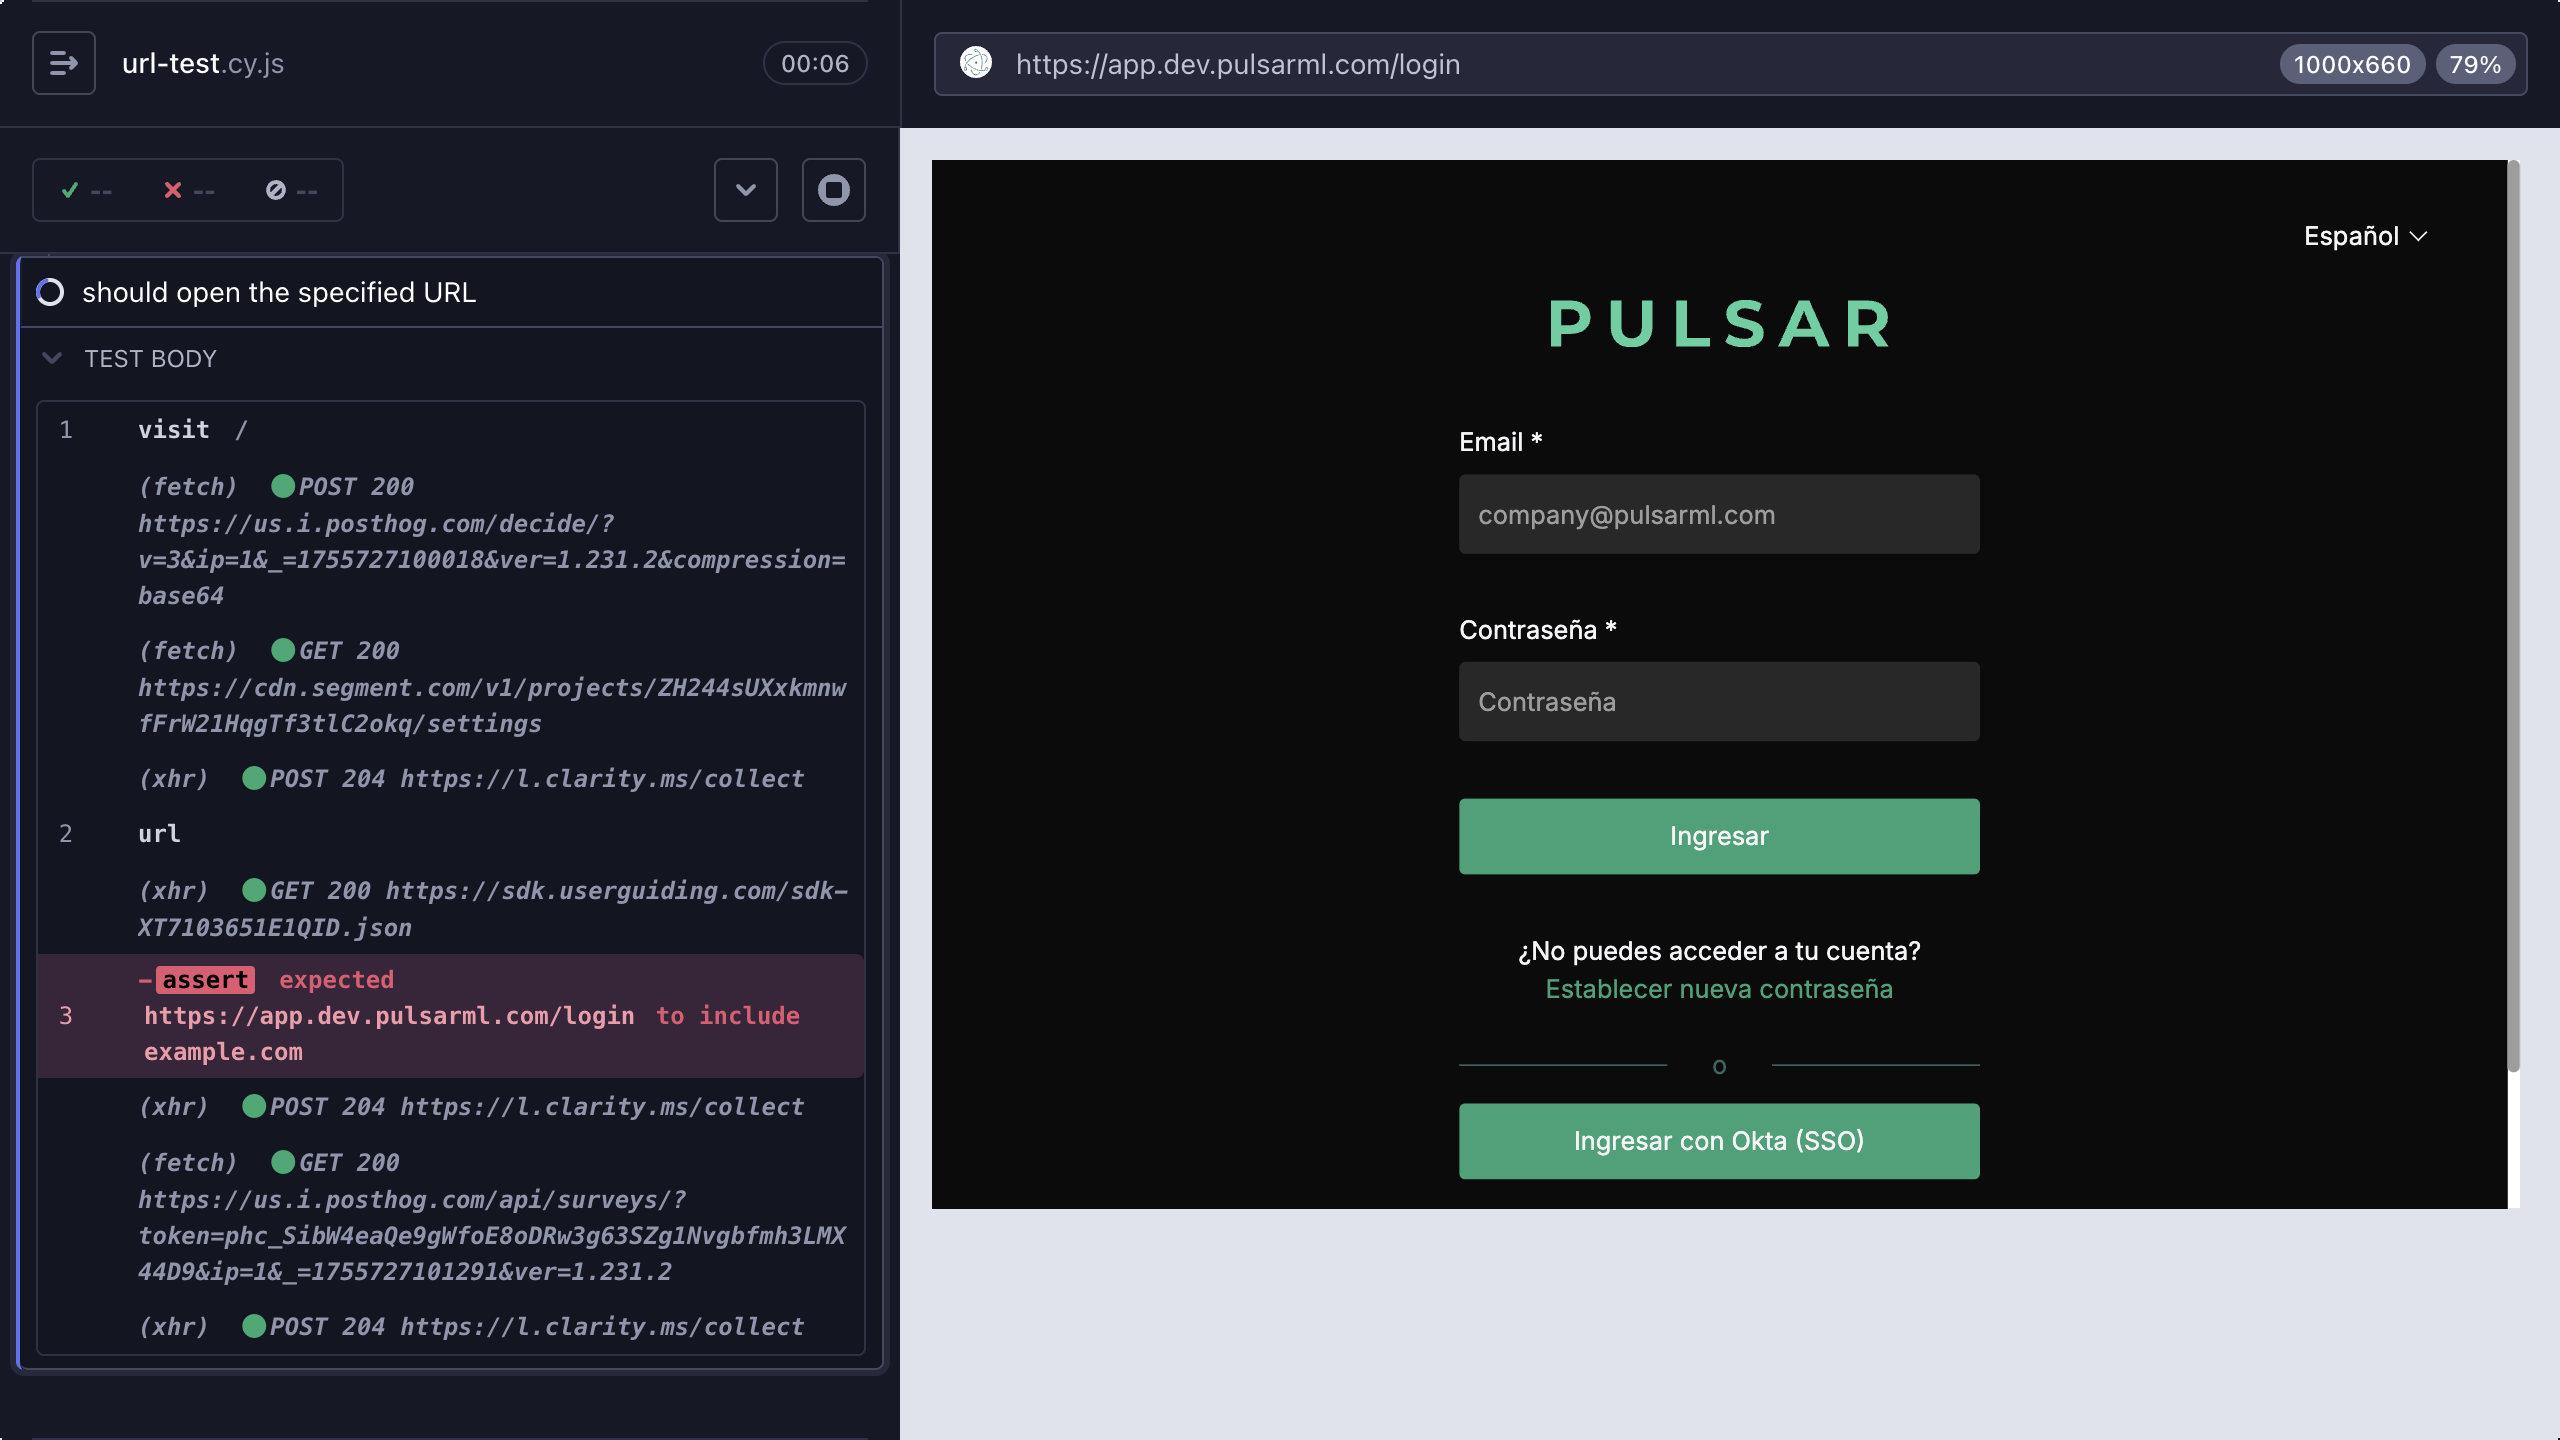 url-test.cy.js
00:06
-- -- --
should open the specified URL
TEST BODY
1 visit /
(fetch) POST 200
https://us.i.posthog.com/decide/?
v=3&ip=1&_=1755727100018&ver=1.231.2&compression=
base64
(fetch) GET 200
https://cdn.segment.com/v1/projects/ZH244sUXxkmnw
fFrW21HqgTf3tlC2okq/settings
(xhr) POST 204 https://l.clarity.ms/collect
2 url
(xhr) GET 200 https://sdk.userguiding.com/sdk-
XT7103651E1QID.json
-assert expected
3 https://app.dev.pulsarml.com/login to include
example.com
(xhr) POST 204 https://l.clarity.ms/collect
(fetch) GET 200
https://us.i.posthog.com/api/surveys/?
token=phc_SibW4eaQe9gWfoE8oDRw3g63SZg1Nvgbfmh3LMX
44D9&ip=1&_=1755727101291&ver=1.231.2
(xhr) POST 204 https://l.clarity.ms/collect
https://app.dev.pulsarml.com/login
1000x660 79%
Español
PULSAR
Email *
company@pulsarml.com
Contraseña *
Contraseña
Ingresar
¿No puedes acceder a tu cuenta?
Establecer nueva contraseña
o
Ingresar con Okta (SSO)